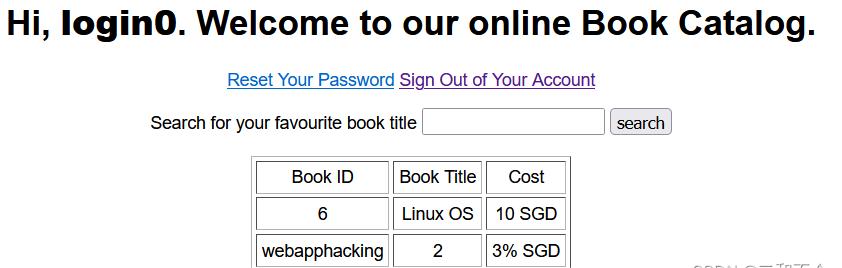 Hi, login0. Welcome to our online Book Catalog.
Reset Your Password Sign Out of Your Account
Search for your favourite book title search
Book ID Book Title Cost
6 Linux OS 10 SGD
webapphacking 2 3% SGD